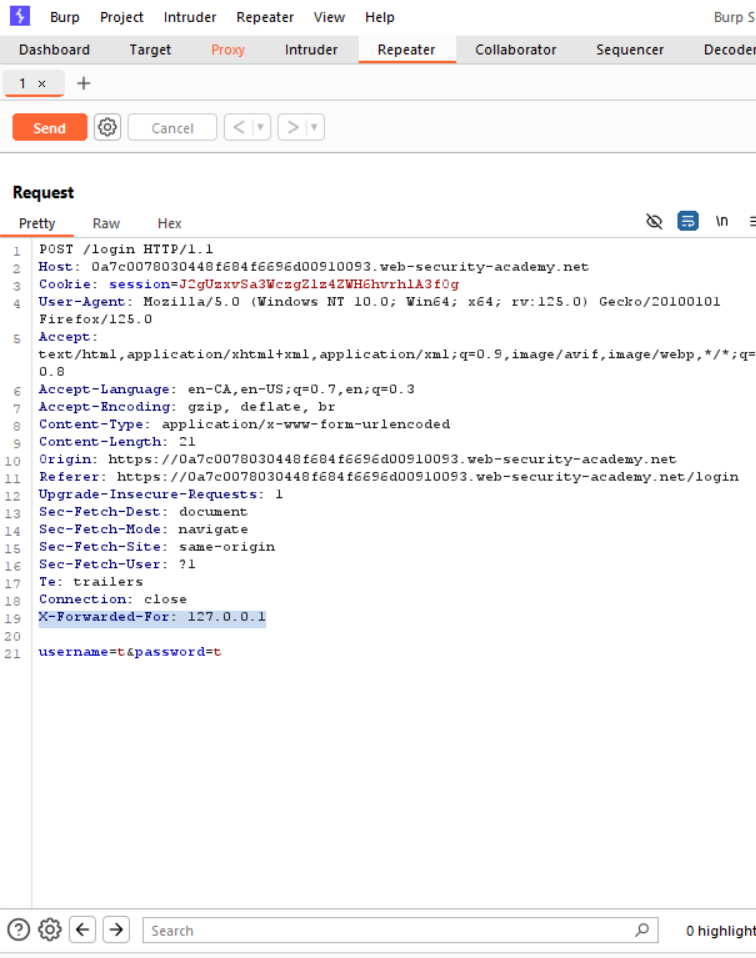 Burp Project Intruder Repeater View Help Burp S
Dashboard Target Proxy Intruder Repeater Collaborator Sequencer Decoder
1 × +
Send Cancel < >
Request
Pretty Raw Hex \n
1 POST /login HTTP/1.1
2 Host: 0a7c0078030448f684f6696d00910093.web-security-academy.net
3 Cookie: session=J2gUzxvSa3WczgZlz4ZWH6hvrhlA3f0g
4 User-Agent: Mozilla/5.0 (Windows NT 10.0; Win64; x64; rv:125.0) Gecko/20100101
Firefox/125.0
5 Accept:
text/html,application/xhtml+xml,application/xml;q=0.9,image/avif,image/webp,*/*;q=
0.8
6 Accept-Language: en-CA,en-US;q=0.7,en;q=0.3
7 Accept-Encoding: gzip, deflate, br
8 Content-Type: application/x-www-form-urlencoded
9 Content-Length: 21
10 Origin: https://0a7c0078030448f684f6696d00910093.web-security-academy.net
11 Referer: https://0a7c0078030448f684f6696d00910093.web-security-academy.net/login
12 Upgrade-Insecure-Requests: 1
13 Sec-Fetch-Dest: document
14 Sec-Fetch-Mode: navigate
15 Sec-Fetch-Site: same-origin
16 Sec-Fetch-User: ?1
17 Te: trailers
18 Connection: close
19 X-Forwarded-For: 127.0.0.1
20
21 username=t&password=t
Search 0 highlight